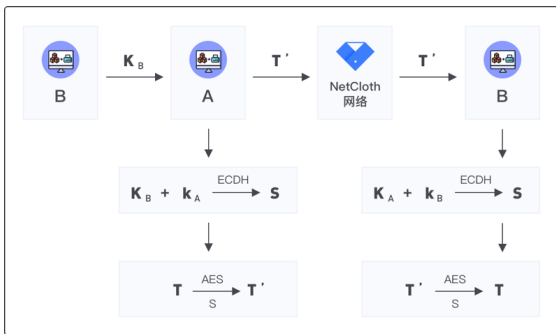 K B
T ’
T ’
B
A
NetCloth
网络
B
K B + k A ECDH S
K A + k B ECDH S
T AES S T ’
T ’ AES S T